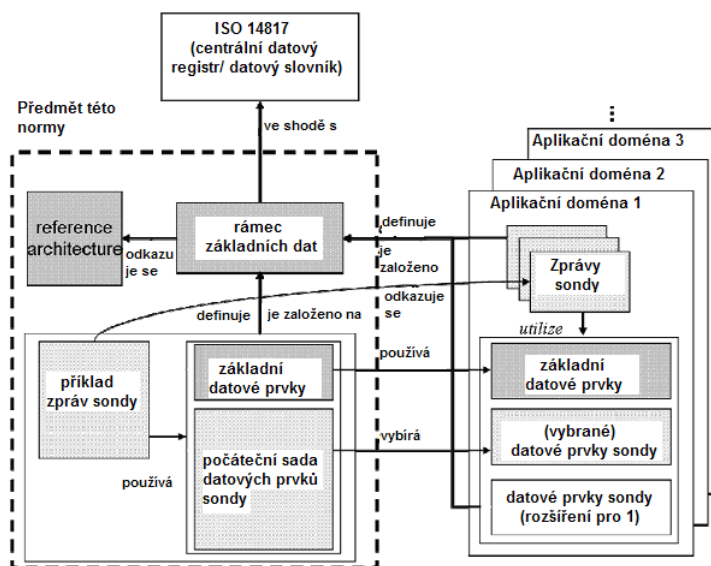 ISO 14817
(centrální datový
registr/ datový slovník)
Předmět této
normy
ve shodě s
⋮
Aplikační doména 3
Aplikační doména 2
Aplikační doména 1
reference
architecture
odkazu
je se
rámec
základních dat
definuje
je
založeno
Zprávy
sondy
odkazuje
se
definuje
je založeno na
utilize
příklad
zpráv sondy
základní
datové prvky
používá
základní
datové prvky
počáteční sada
datových prvků
sondy
používá
vybírá
(vybrané)
datové prvky sondy
datové prvky sondy
(rozšíření pro 1)